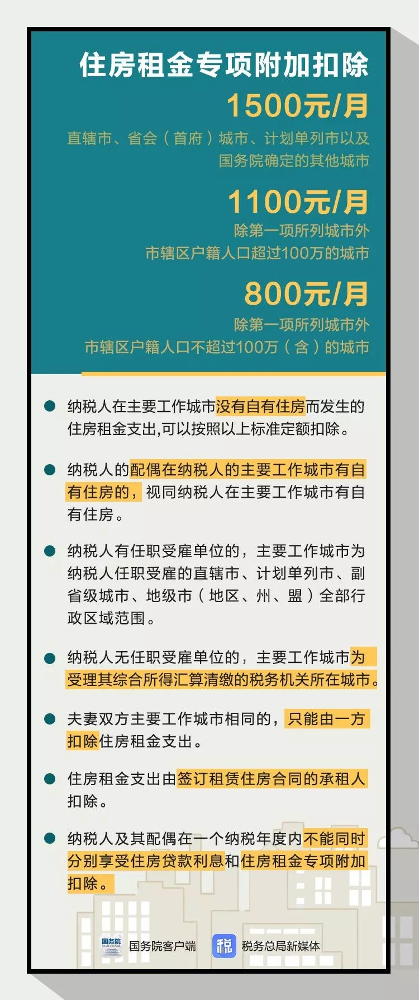 住房租金专项附加扣除
1500元/月
直辖市、省会（首府）城市、计划单列市以及
国务院确定的其他城市
1100元/月
除第一项所列城市外
市辖区户籍人口超过100万的城市
800元/月
除第一项所列城市外
市辖区户籍人口不超过100万（含）的城市
纳税人在主要工作城市没有自有住房而发生的
住房租金支出,可以按照以上标准定额扣除。
纳税人的配偶在纳税人的主要工作城市有自
有住房的，视同纳税人在主要工作城市有自
有住房。
纳税人有任职受雇单位的，主要工作城市为
纳税人任职受雇的直辖市、计划单列市、副
省级城市、地级市（地区、州、盟）全部行
政区域范围。
纳税人无任职受雇单位的，主要工作城市为
受理其综合所得汇算清缴的税务机关所在城市。
夫妻双方主要工作城市相同的，只能由一方
扣除住房租金支出。
住房租金支出由签订租赁住房合同的承租人
扣除。
纳税人及其配偶在一个纳税年度内不能同时
分别享受住房贷款利息和住房租金专项附加
扣除。
国务院
STATE COUNCIL
国务院客户端
税
税务总局新媒体